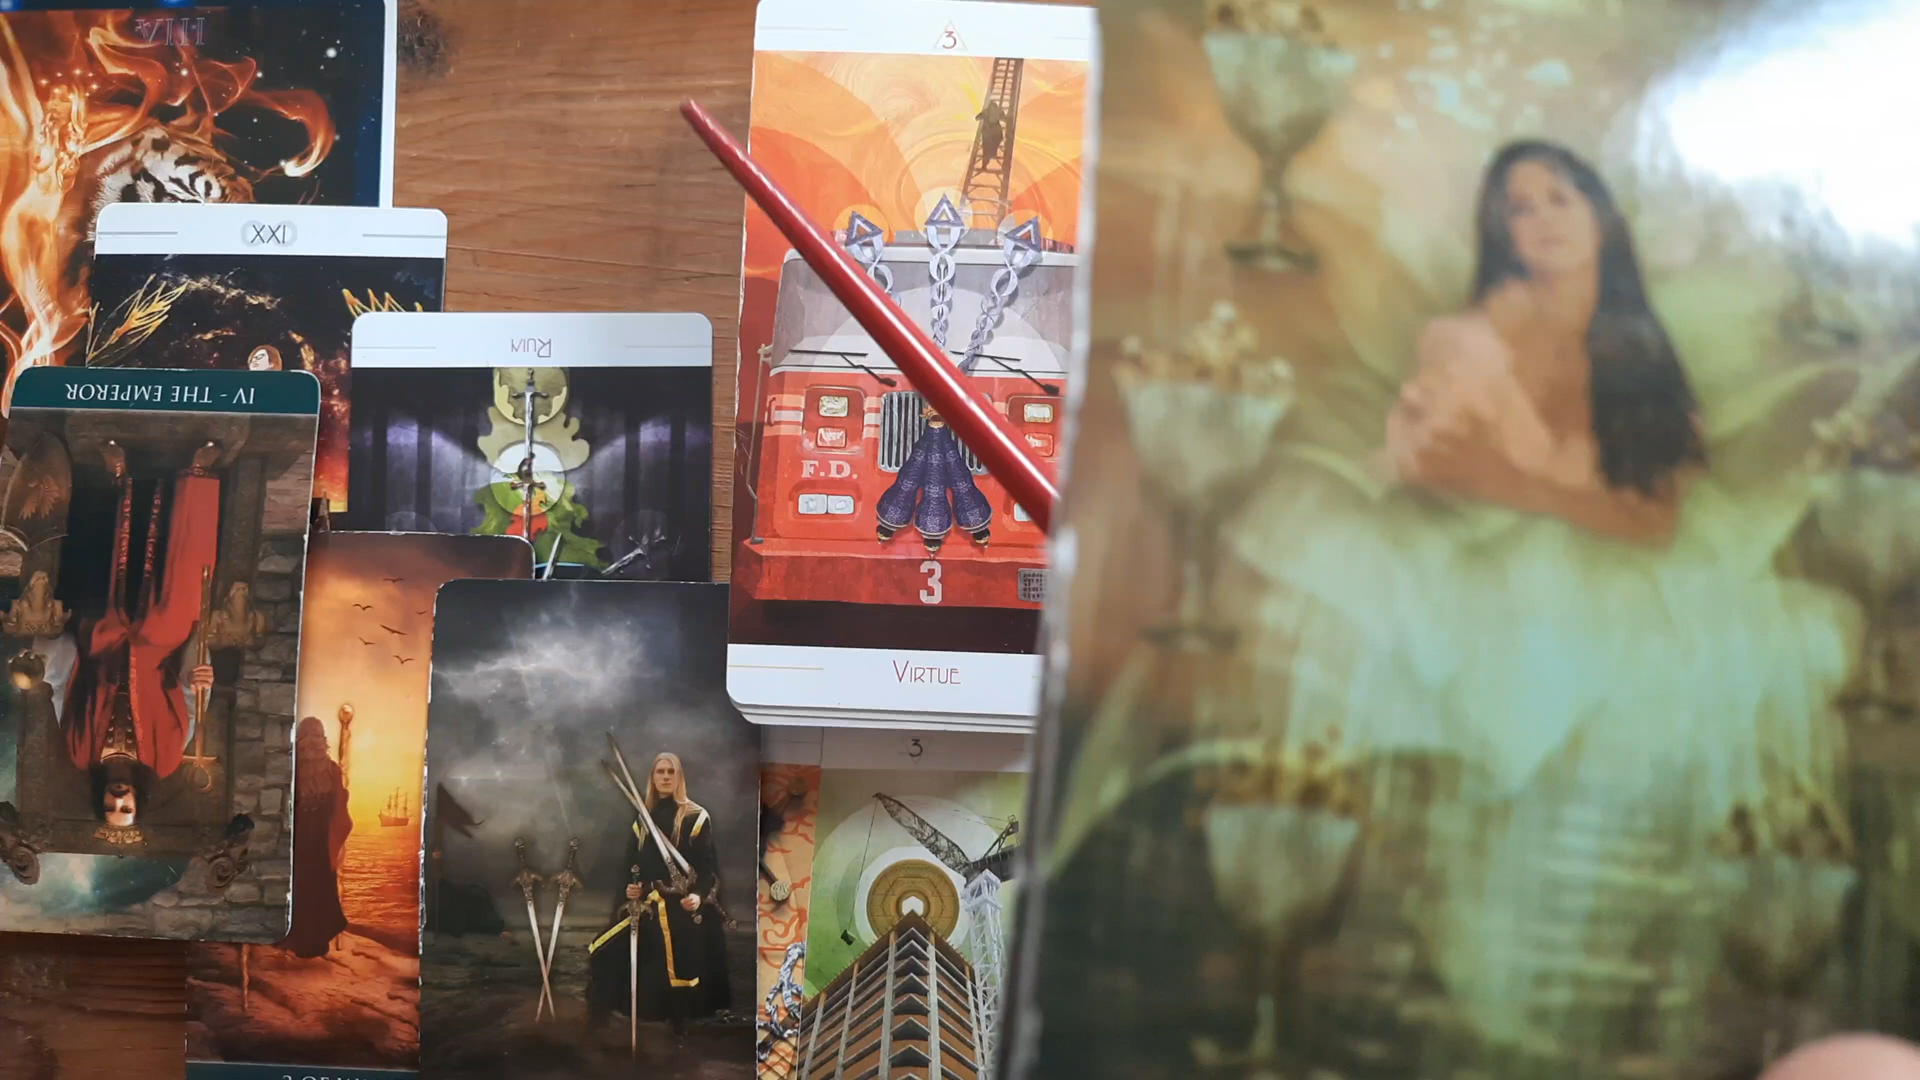 VIII
3
XXI
RUIN
IV - THE EMPEROR
F.D.
3
VIRTUE
3